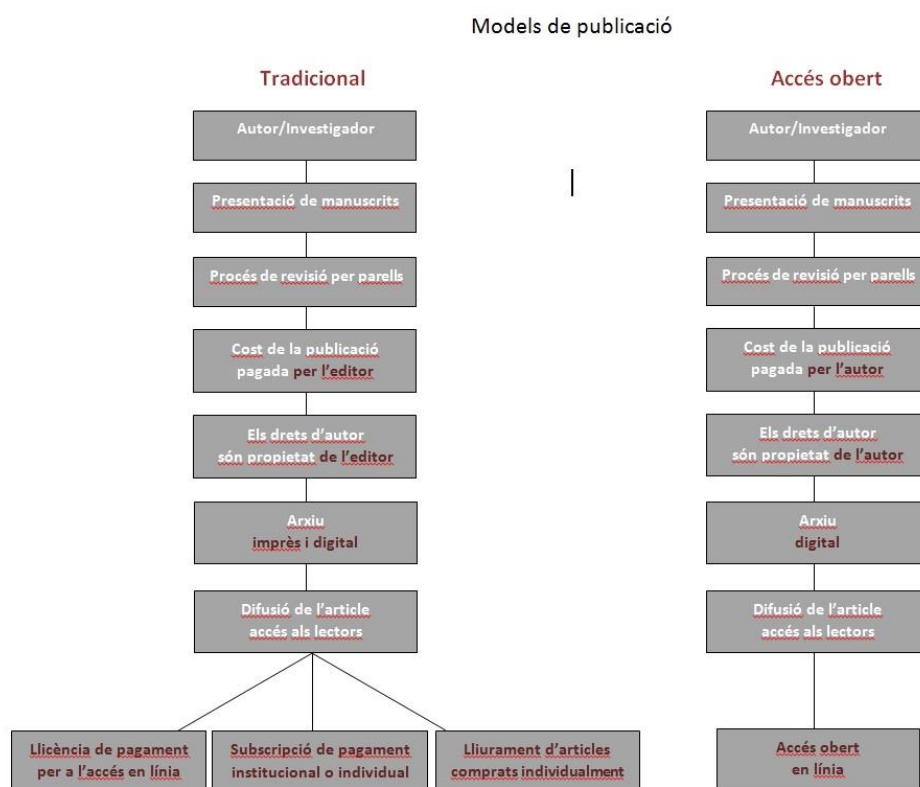 Models de publicació
Tradicional
Autor/Investigador
Presentació de manuscrits
Procés de revisió per parells
Cost de la publicació
pagada per l'editor
Els drets d'autor
són propietat de l'editor
Arxiu
imprès i digital
Difusió de l'article
accés als lectors
Llicència de pagament
per a l'accés en línia
Subscripció de pagament
institucional o individual
Lliurament d'articles
comprats individualment
Accés obert
Autor/Investigador
Presentació de manuscrits
Procés de revisió per parells
Cost de la publicació
pagada per l'autor
Els drets d'autor
són propietat de l'autor
Arxiu
digital
Difusió de l'article
accés als lectors
Accés obert
en línia